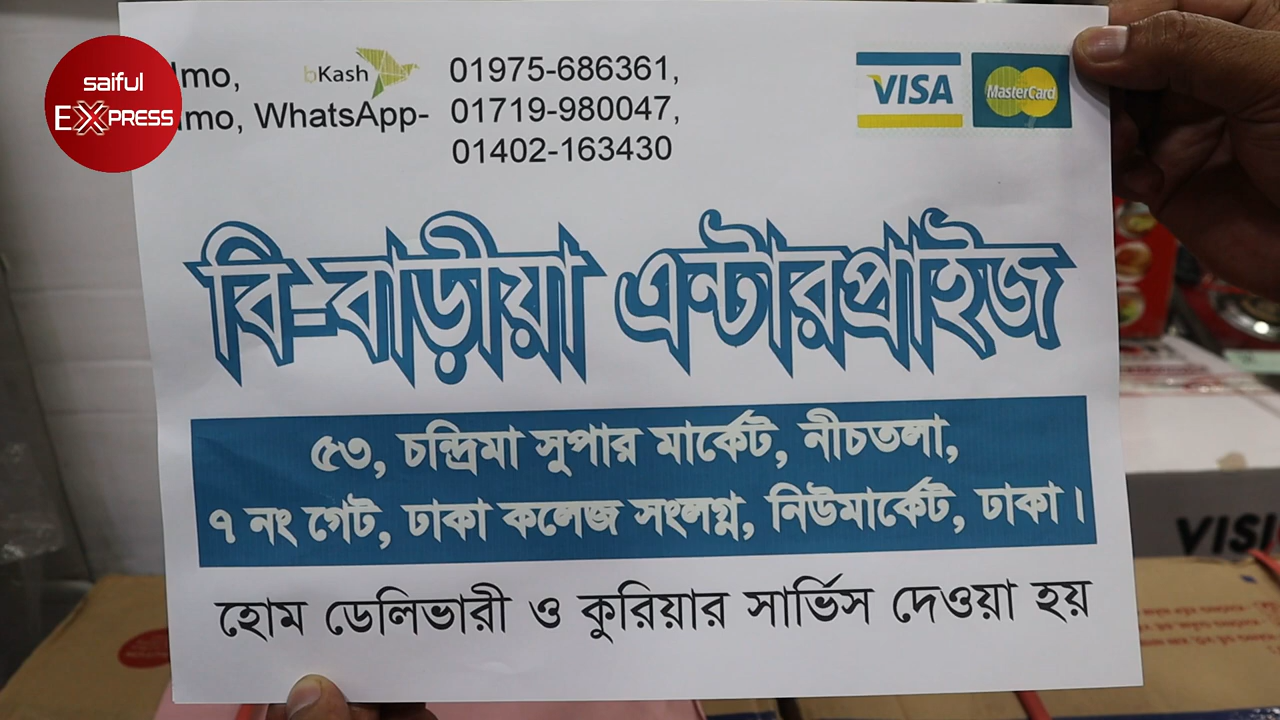 saiful
EXPRESS
Imo, bKash 01975-686361,
Imo, WhatsApp- 01719-980047,
01402-163430
VISA MasterCard
বি-বাড়ীয়া এন্টারপ্রাইজ
৫৩, চন্দ্রিমা সুপার মার্কেট, নীচতলা,
৭ নং গেট, ঢাকা কলেজ সংলগ্ন, নিউমার্কেট, ঢাকা।
হোম ডেলিভারী ও কুরিয়ার সার্ভিস দেওয়া হয়
VISI